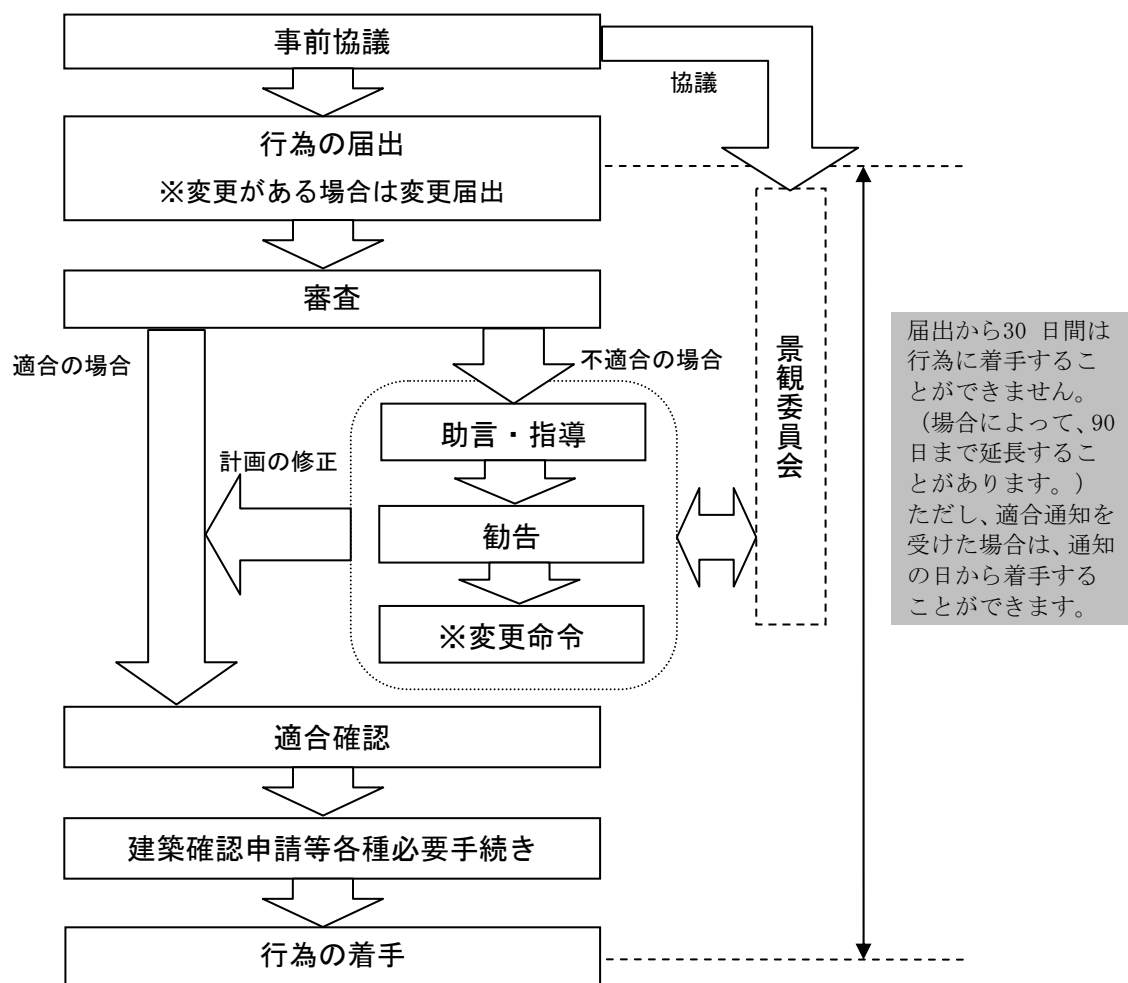 事前協議
協議
行為の届出
※変更がある場合は変更届出
審査
適合の場合
不適合の場合
助言・指導
計画の修正
勧告
※変更命令
景観委員会
届出から30 日間は
行為に着手するこ
とができません。
（場合によって、90
日まで延長するこ
とがあります。）
ただし、適合通知を
受けた場合は、通知
の日から着手する
ことができます。
適合確認
建築確認申請等各種必要手続き
行為の着手